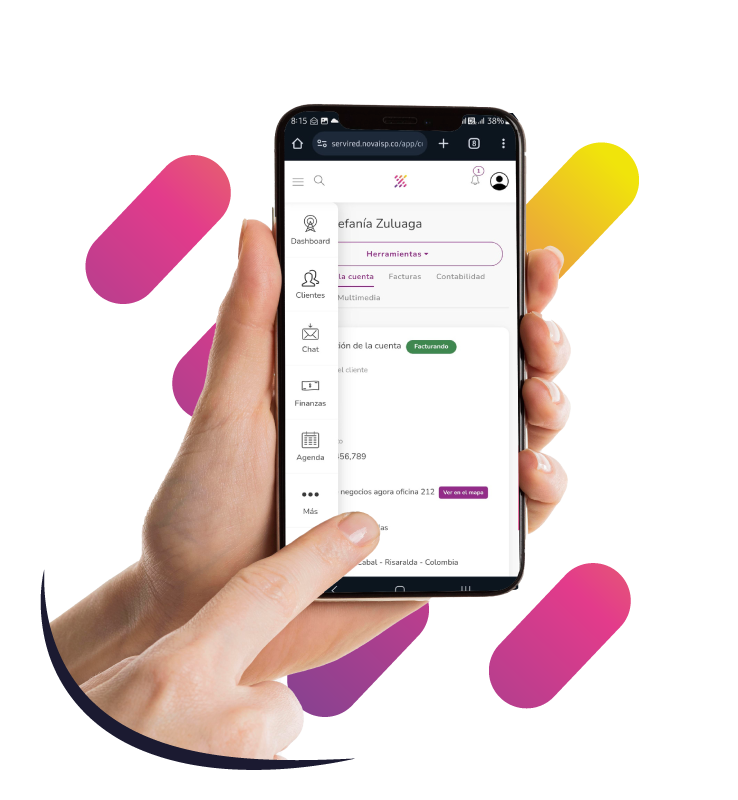 8:15 38%
servired.novaisp.co/app/c 8
1
efanía Zuluaga
Dashboard
Herramientas
la cuenta Facturas Contabilidad
Multimedia
Clientes
ión de la cuenta Facturando
Chat
el cliente
Finanzas
Agenda
456,789
negocios agora oficina 212 Ver en el mapa
Más
as
Cabal - Risaralda - Colombia